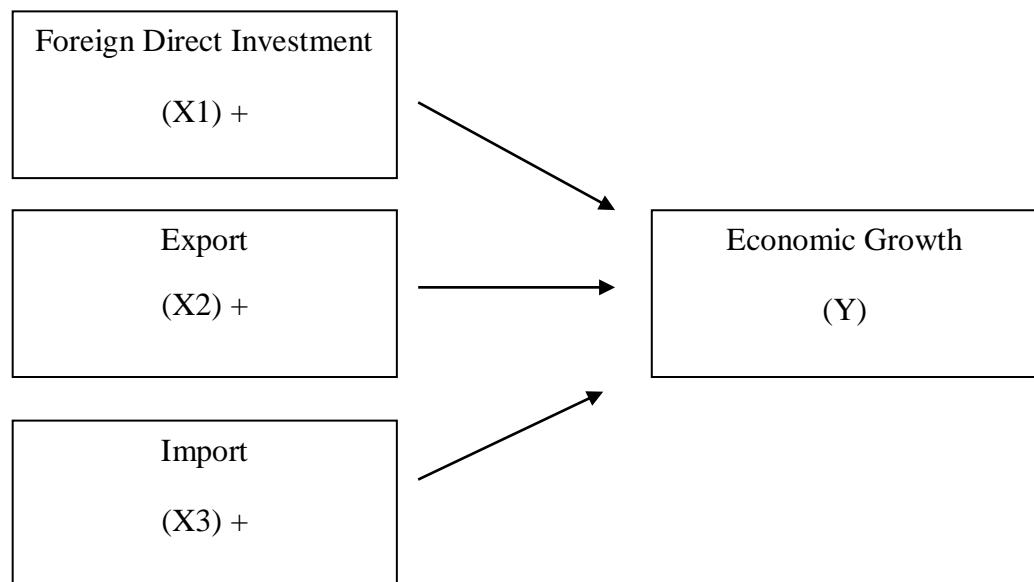 Foreign Direct Investment
(X1) +
Export
(X2) +
Import
(X3) +
Economic Growth
(Y)